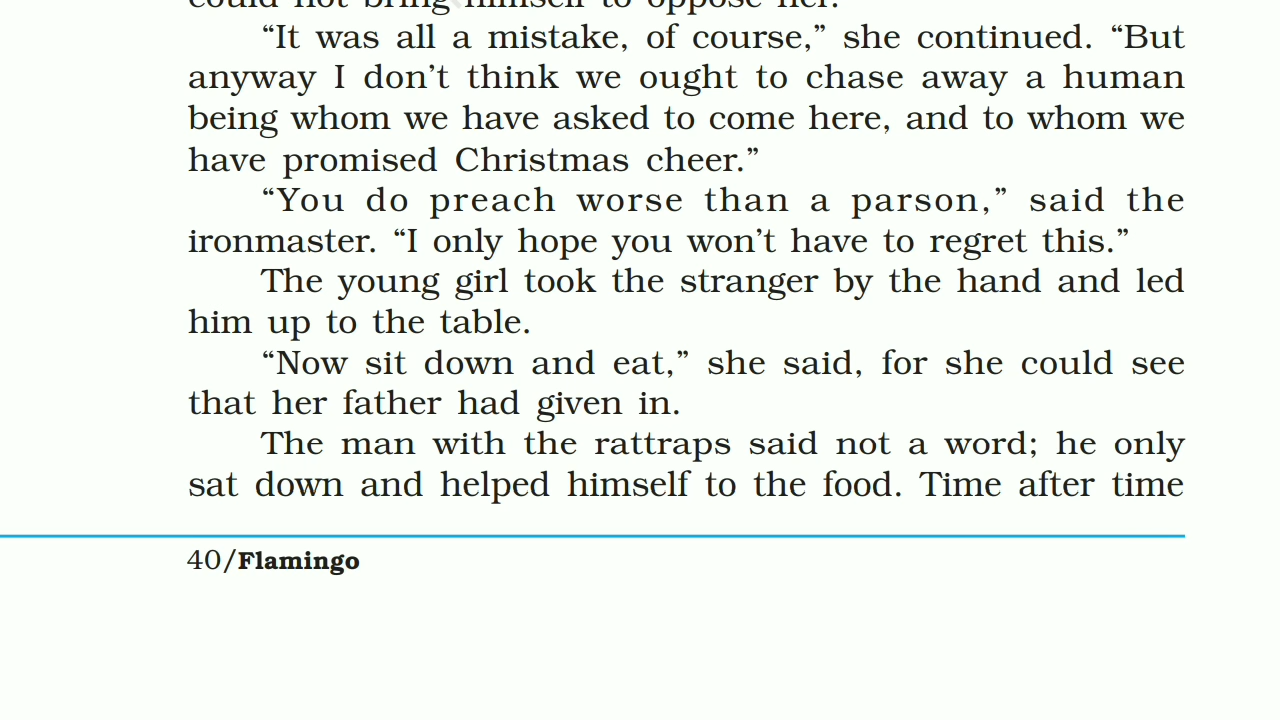 could not bring himself to oppose her.
“It was all a mistake, of course,” she continued. “But
anyway I don’t think we ought to chase away a human
being whom we have asked to come here, and to whom we
have promised Christmas cheer.”
“You do preach worse than a parson,” said the
ironmaster. “I only hope you won’t have to regret this.”
The young girl took the stranger by the hand and led
him up to the table.
“Now sit down and eat,” she said, for she could see
that her father had given in.
The man with the rattraps said not a word; he only
sat down and helped himself to the food. Time after time
40/Flamingo